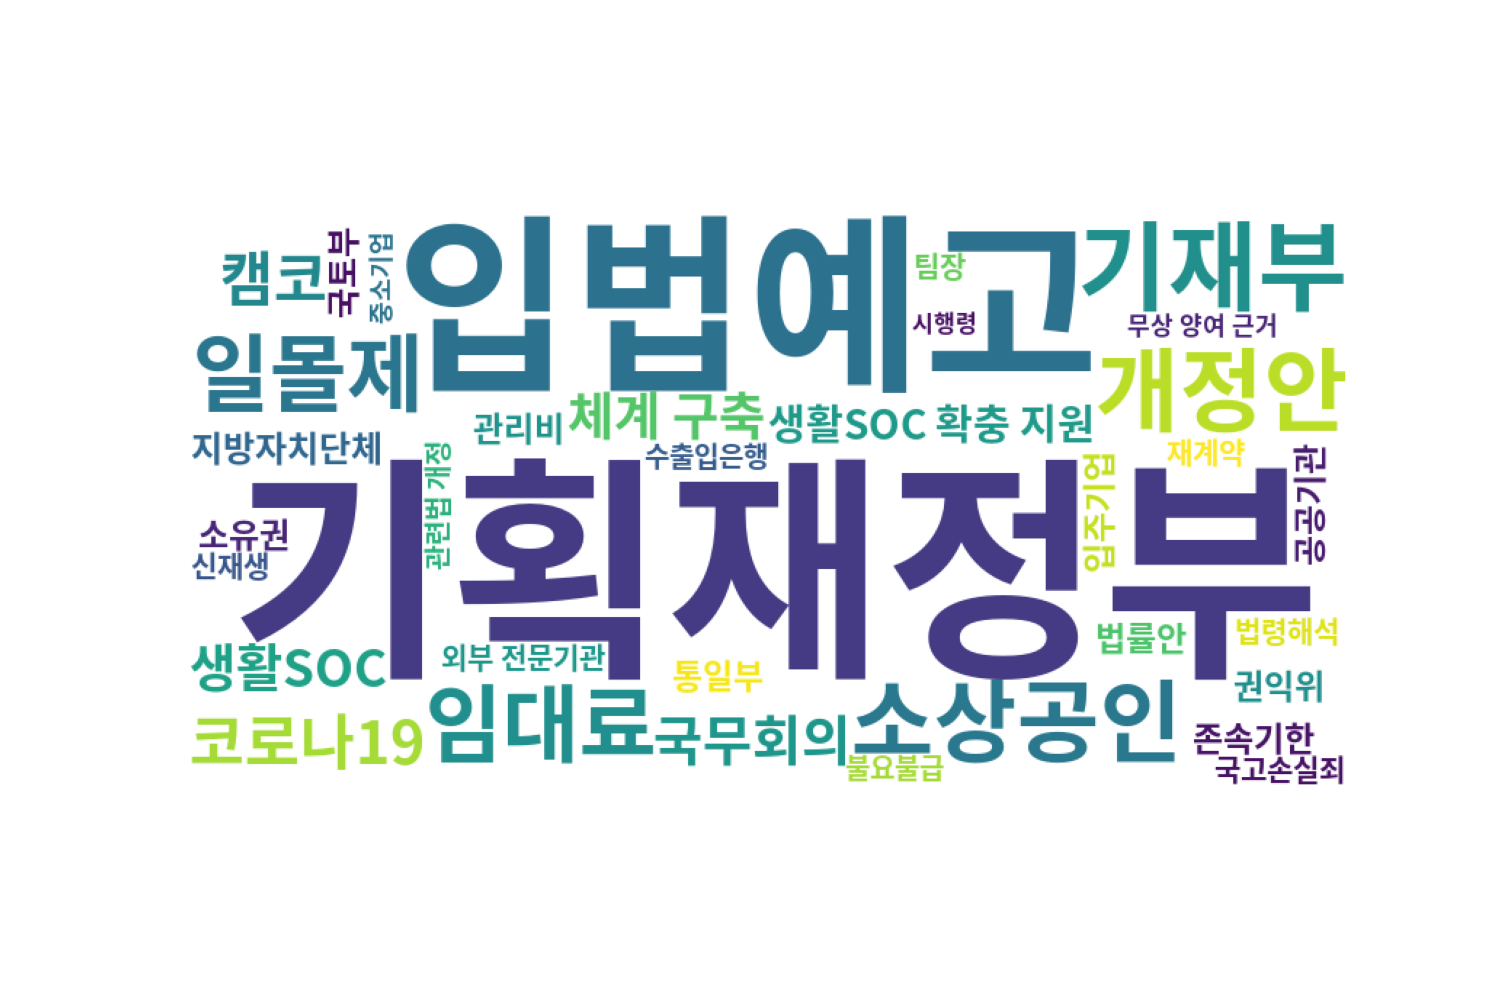 입법예고
기재부
캠코
국토부
중소기업
팀장
시행령
무상 양여 근거
일몰제
개정안
체계 구축
관리비
생활SOC 확충 지원
지방자치단체
관련법 개정
수출입은행
재계약
입주기업
공공기관
기획재정부
소유권
신재생
법률안
법령해석
생활SOC
외부 전문기관
통일부
권익위
코로나19
임대료
국무회의
소상공인
불요불급
존속기한
국고손실죄